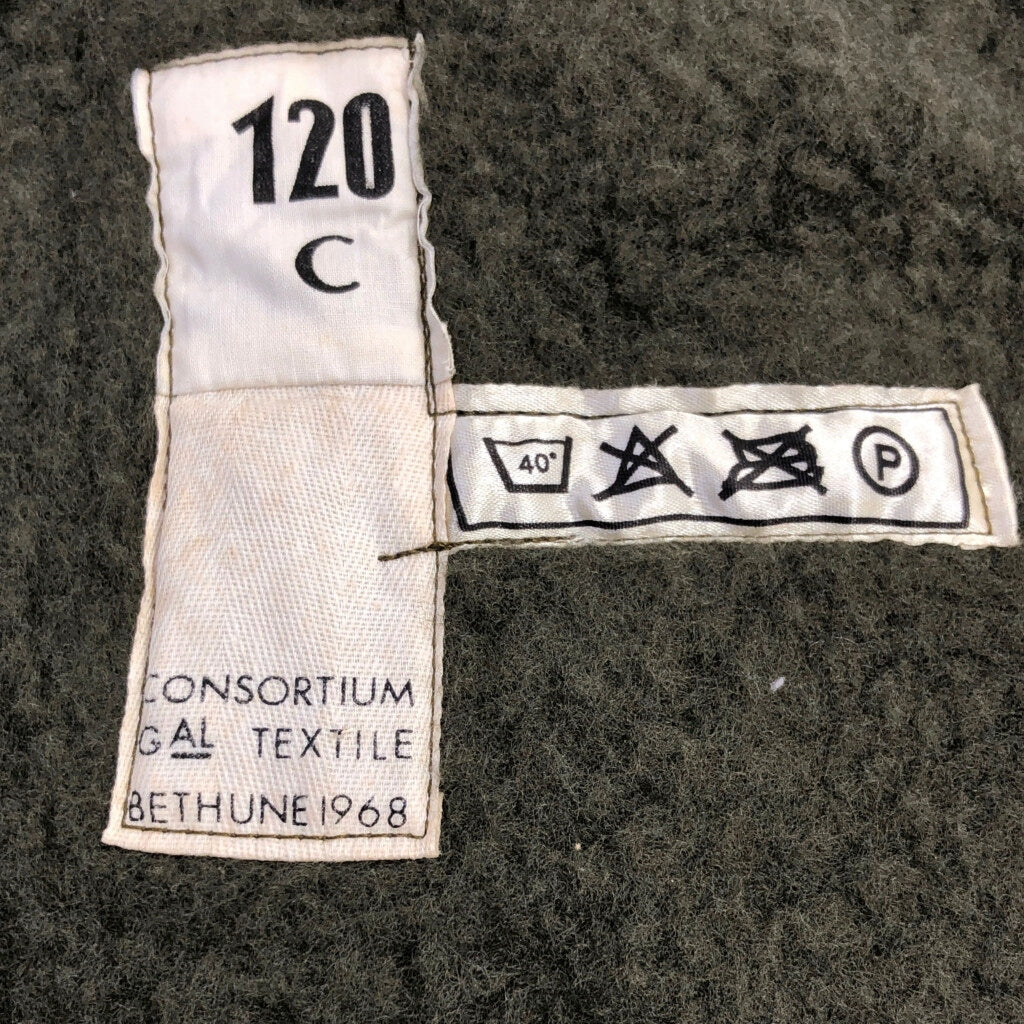 120
C
40°
P
CONSORTIUM
GAL TEXTILE
BETHUNE 1968